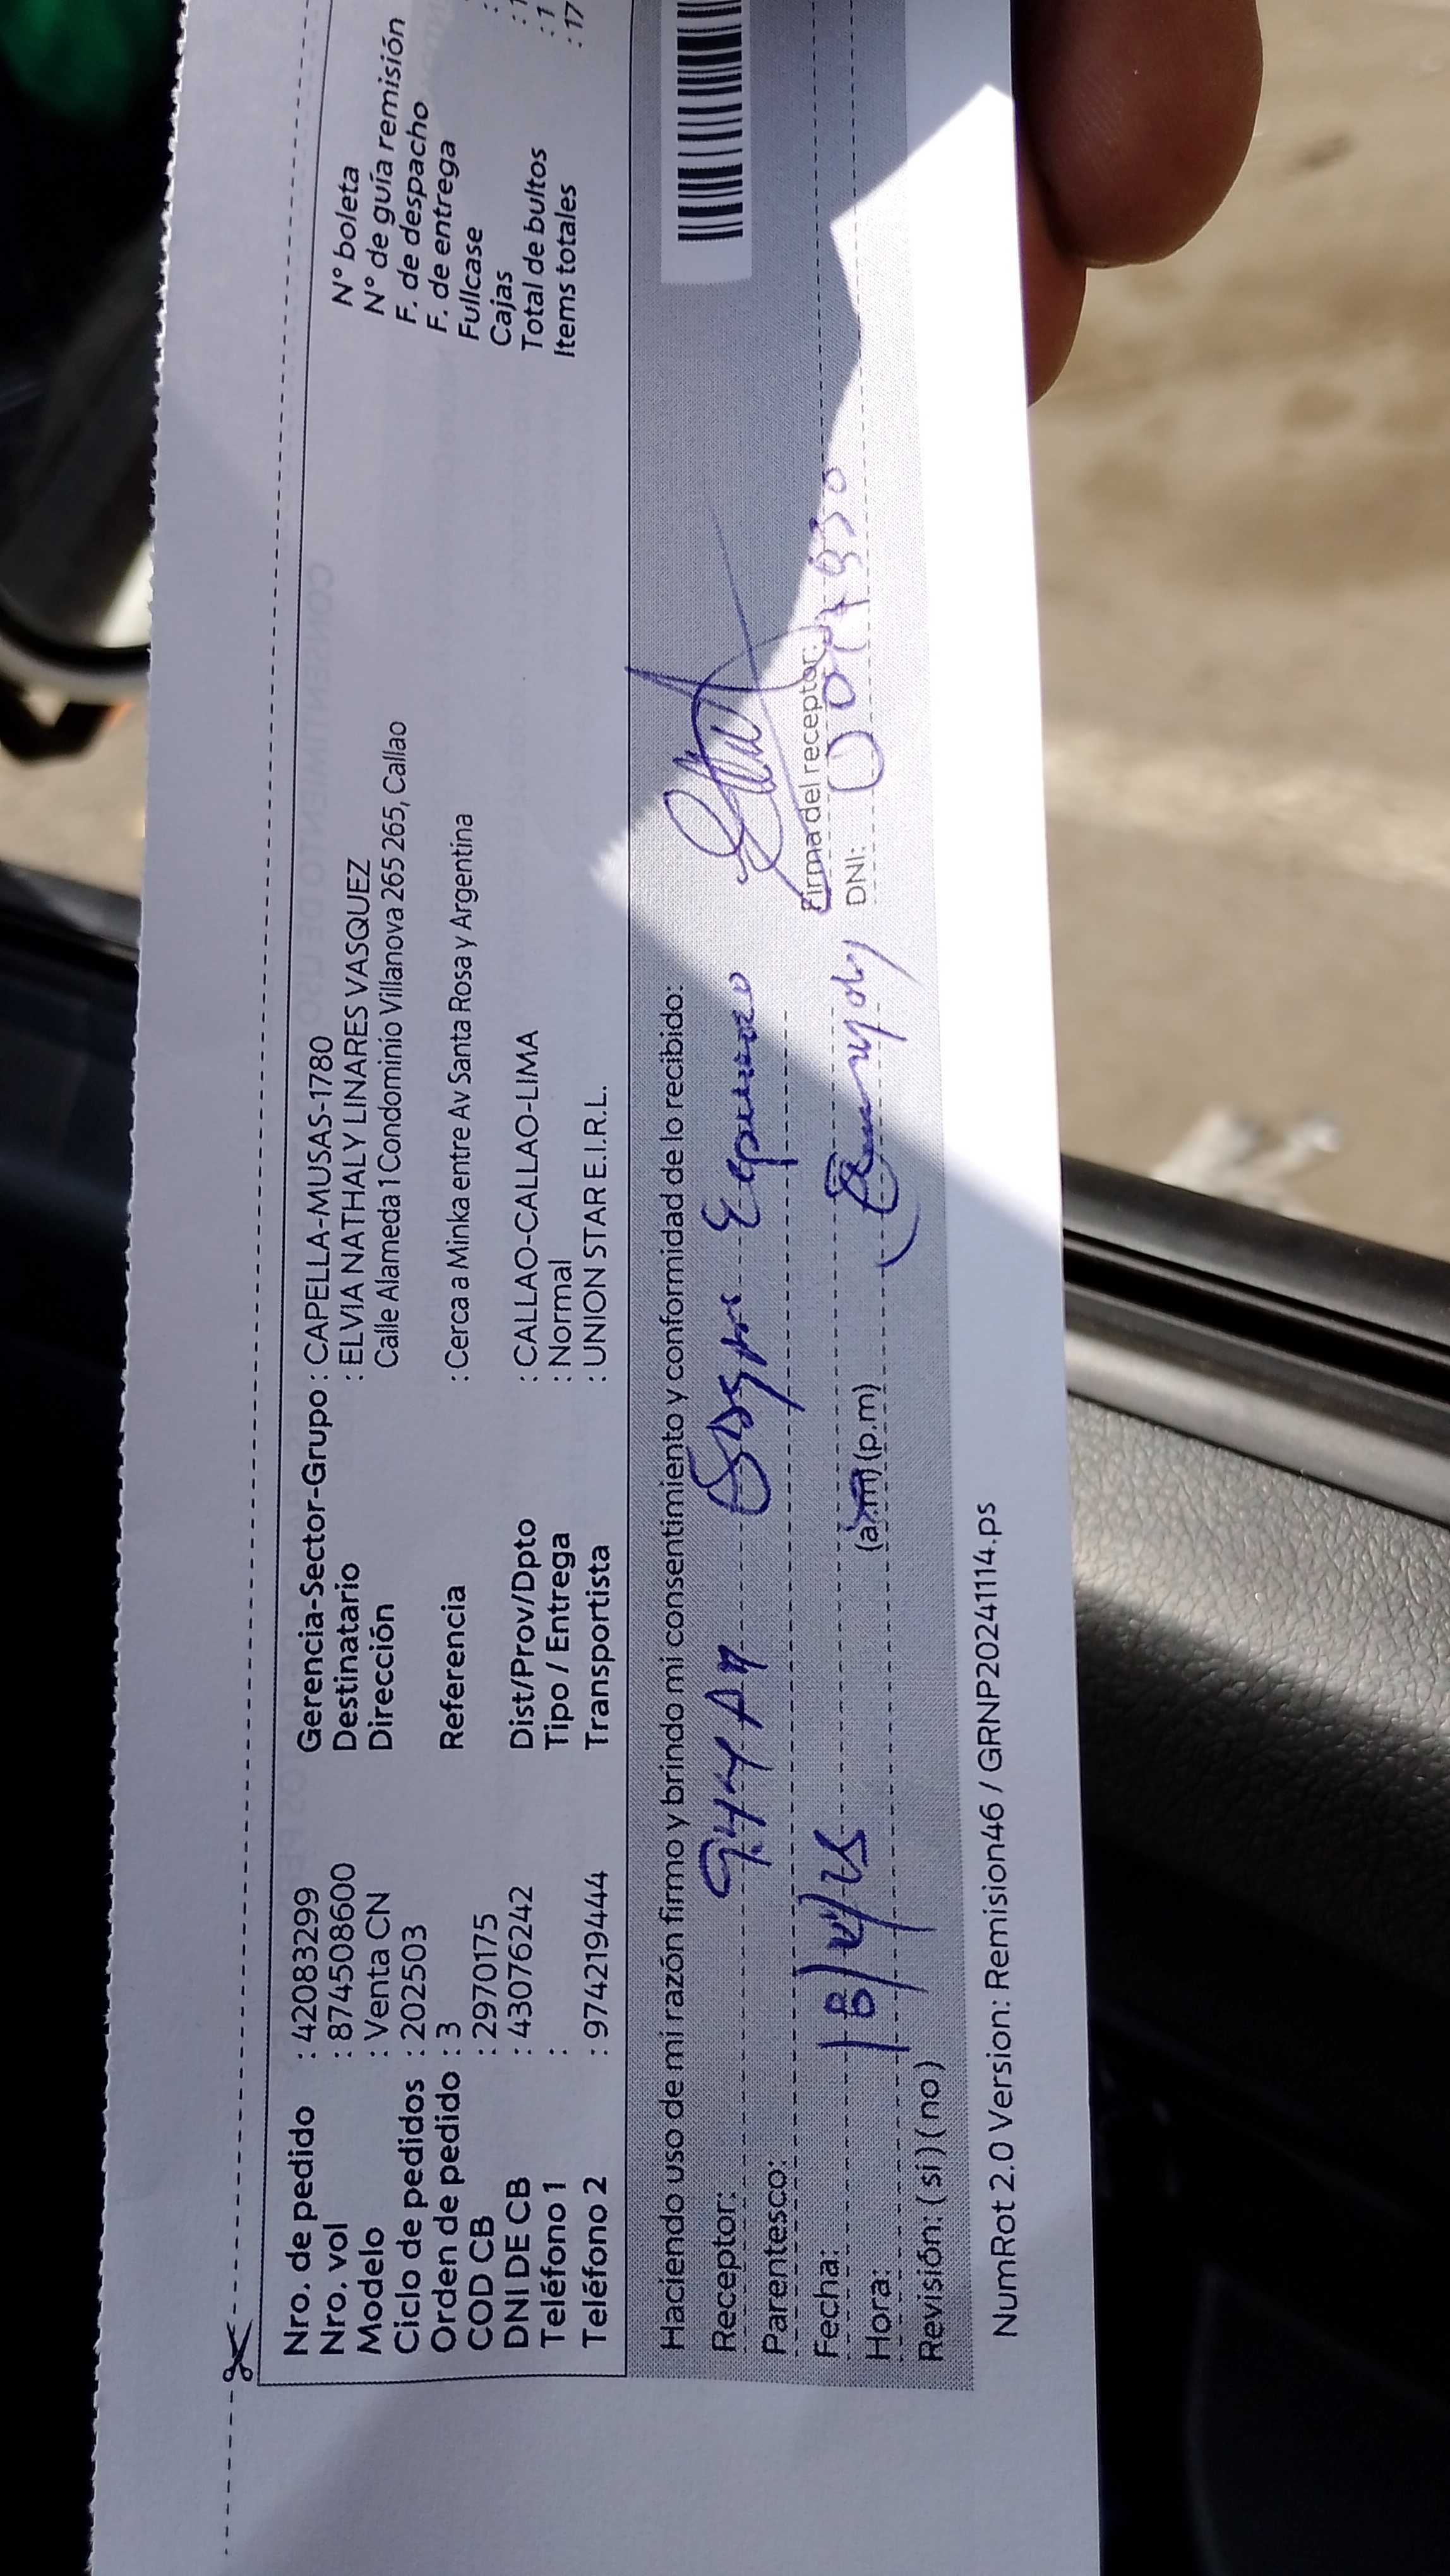 Nro. de pedido : 42083299 Gerencia-Sector-Grupo : CAPELLA-MUSAS-1780 N° boleta
Nro. vol : 8745086600 Destinatario : ELVIA NATHALY LINARES VASQUEZ N° de guía remisión
Modelo : Venta CN Dirección Calle Alameda 1 Condominio Villanova 265 265, Callao F. de despacho
Ciclo de pedidos : 202503 F. de entrega
Orden de pedido : 3 Referencia : Cerca a Minka entre Av Santa Rosa y Argentina Fullcase
COD CB : 2970175 Cajas
DNI DE CB : 43076242 Dist/Prov/Dpto : CALLAO-CALLAO-LIMA Total de bultos : 1
Teléfono 1 : Tipo / Entrega : Normal Items totales : 17
Teléfono 2 : 974219444 Transportista : UNION STAR E.I.R.L.
Haciendo uso de mi razón firmo y brindo mi consentimiento y conformidad de lo recibido:
Receptor:
Parentesco: Firma del receptor:
Fecha: DNI:
Hora: (a.m) (p.m)
Revisión: ( si ) ( no )
NumRot 2.0 Version: Remision46 / GRNP20241114.ps